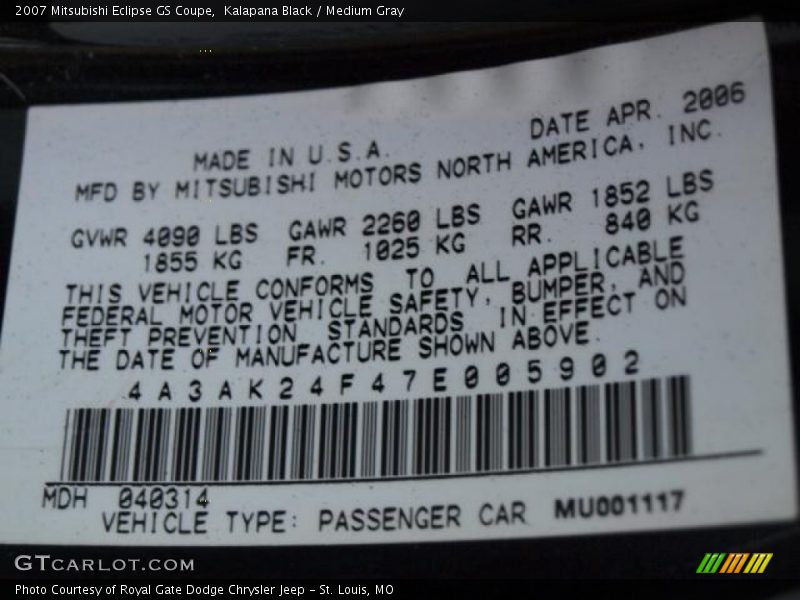 2007 Mitsubishi Eclipse GS Coupe,  Kalapana Black / Medium Gray
DATE APR. 2006
MADE IN U.S.A.
MFD BY MITSUBISHI MOTORS NORTH AMERICA, INC.
GVWR 4090 LBS GAWR 2260 LBS GAWR 1852 LBS
1855 KG FR. 1025 KG RR. 840 KG
THIS VEHICLE CONFORMS TO ALL APPLICABLE
FEDERAL MOTOR VEHICLE SAFETY, BUMPER, AND
THEFT PREVENTION STANDARDS IN EFFECT ON
THE DATE OF MANUFACTURE SHOWN ABOVE.
4A3AK24F47E005902
MDH 040314
VEHICLE TYPE: PASSENGER CAR MU001117
GTCARLOT.COM
Photo Courtesy of Royal Gate Dodge Chrysler Jeep - St. Louis, MO